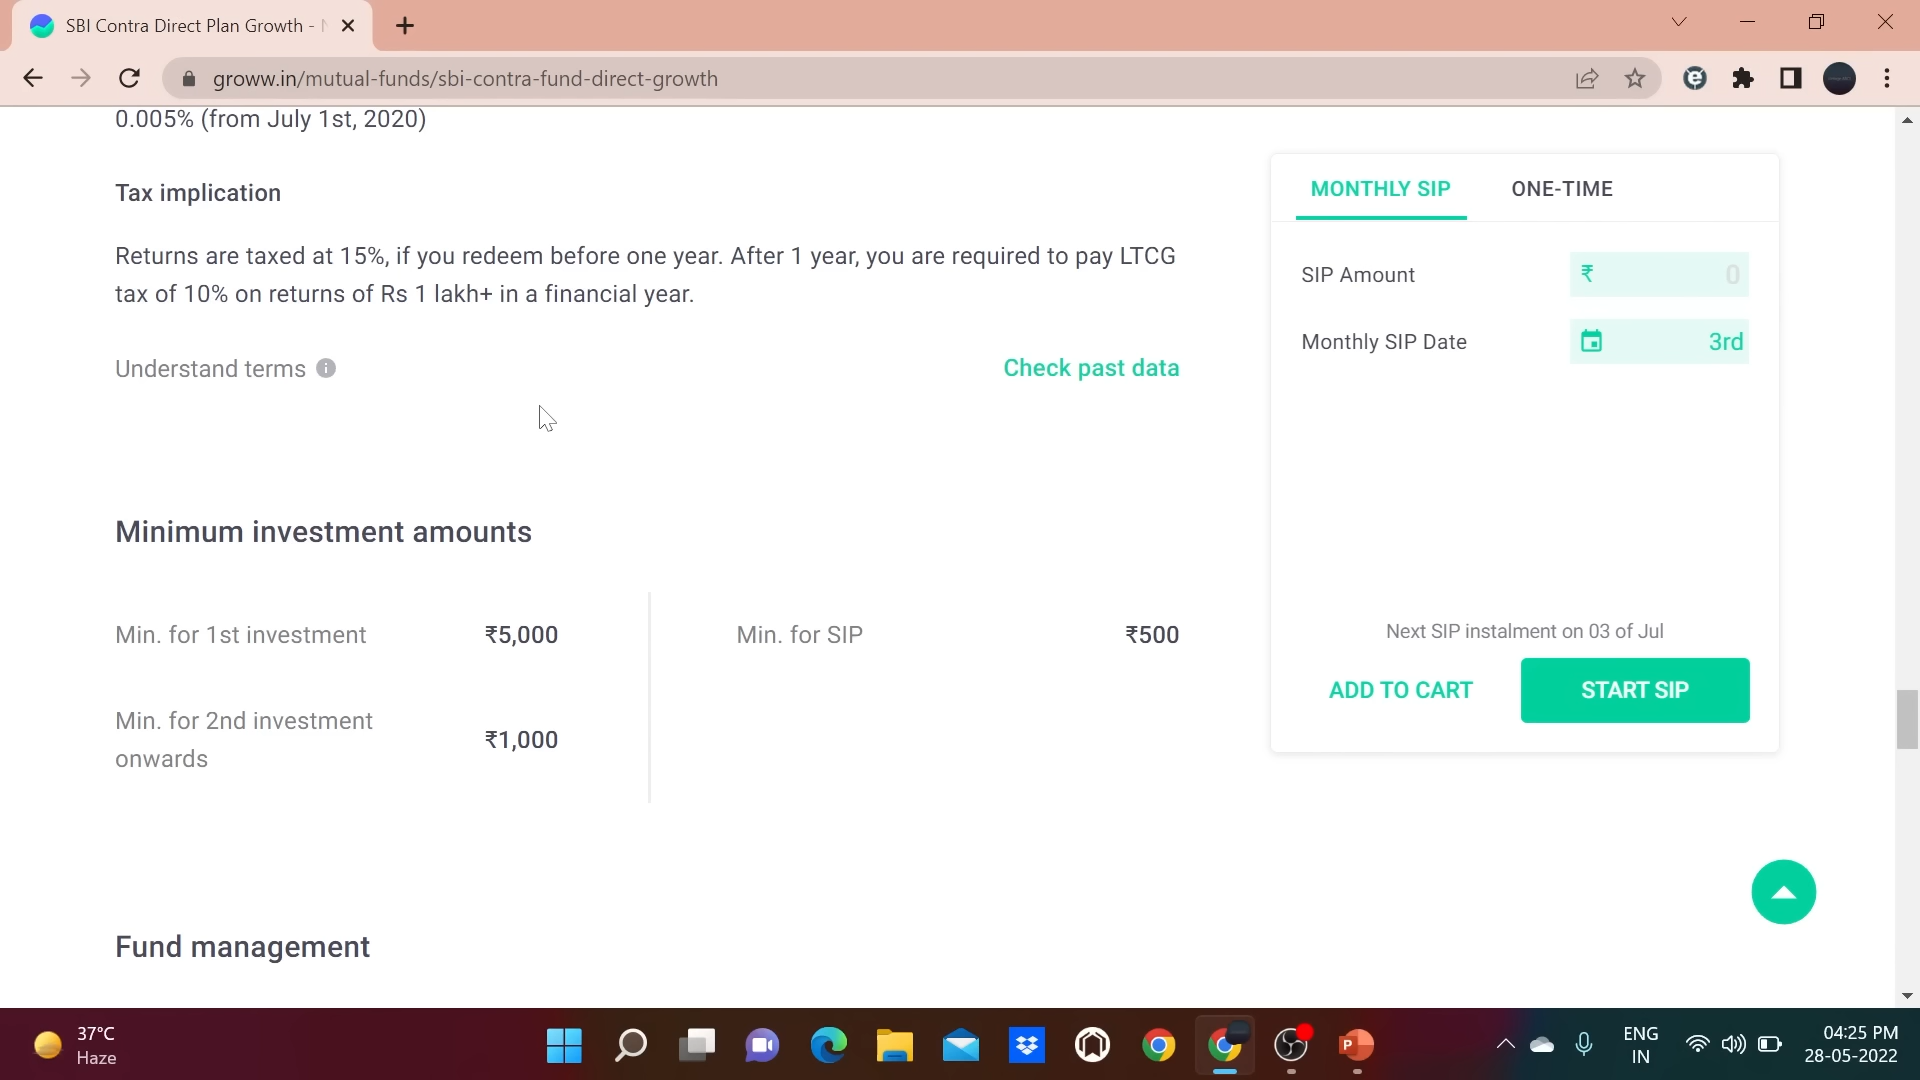 SBI Contra Direct Plan Growth -
groww.in/mutual-funds/sbi-contra-fund-direct-growth
0.005% (from July 1st, 2020)
Tax implication
Returns are taxed at 15%, if you redeem before one year. After 1 year, you are required to pay LTCG
tax of 10% on returns of Rs 1 lakh+ in a financial year.
Understand terms
Check past data
Minimum investment amounts
Min. for 1st investment ₹5,000
Min. for SIP ₹500
Min. for 2nd investment
onwards
₹1,000
Fund management
MONTHLY SIP ONE-TIME
SIP Amount ₹ 0
Monthly SIP Date 3rd
Next SIP instalment on 03 of Jul
ADD TO CART START SIP
37°C
Haze
ENG
IN
04:25 PM
28-05-2022